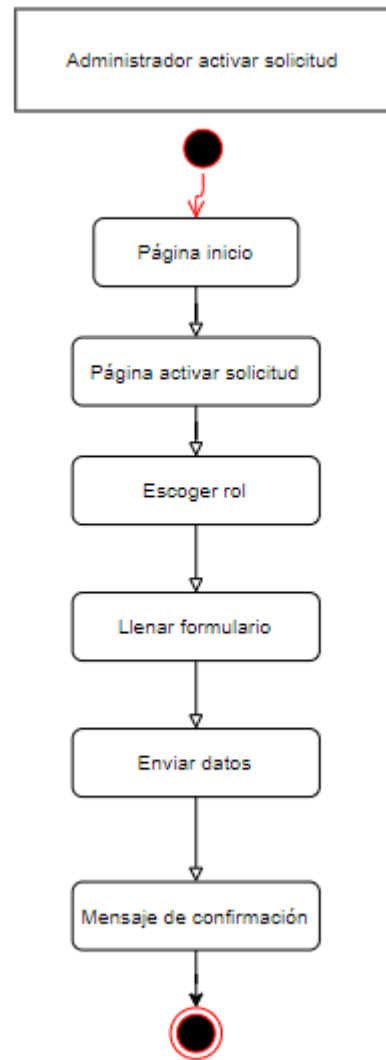 Administrador activar solicitud
Página inicio
Página activar solicitud
Escoger rol
Llenar formulario
Enviar datos
Mensaje de confirmación